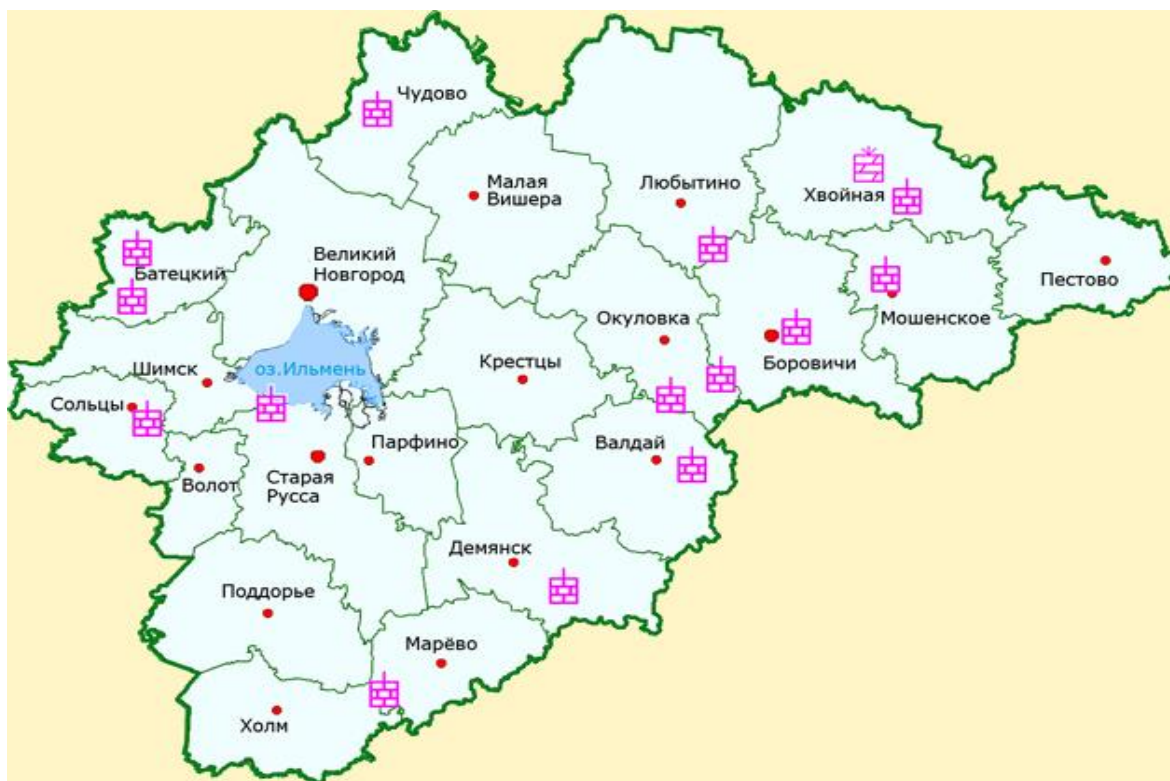 Чудово
Малая
Вишера
Любытино
Хвойная
Батецкий
Великий
Новгород
Пестово
Мошенское
Окуловка
Боровичи
Шимск
оз.Ильмень
Крестцы
Сольцы
Парфино
Валдай
Волот
Старая
Русса
Демянск
Поддорье
Марёво
Холм